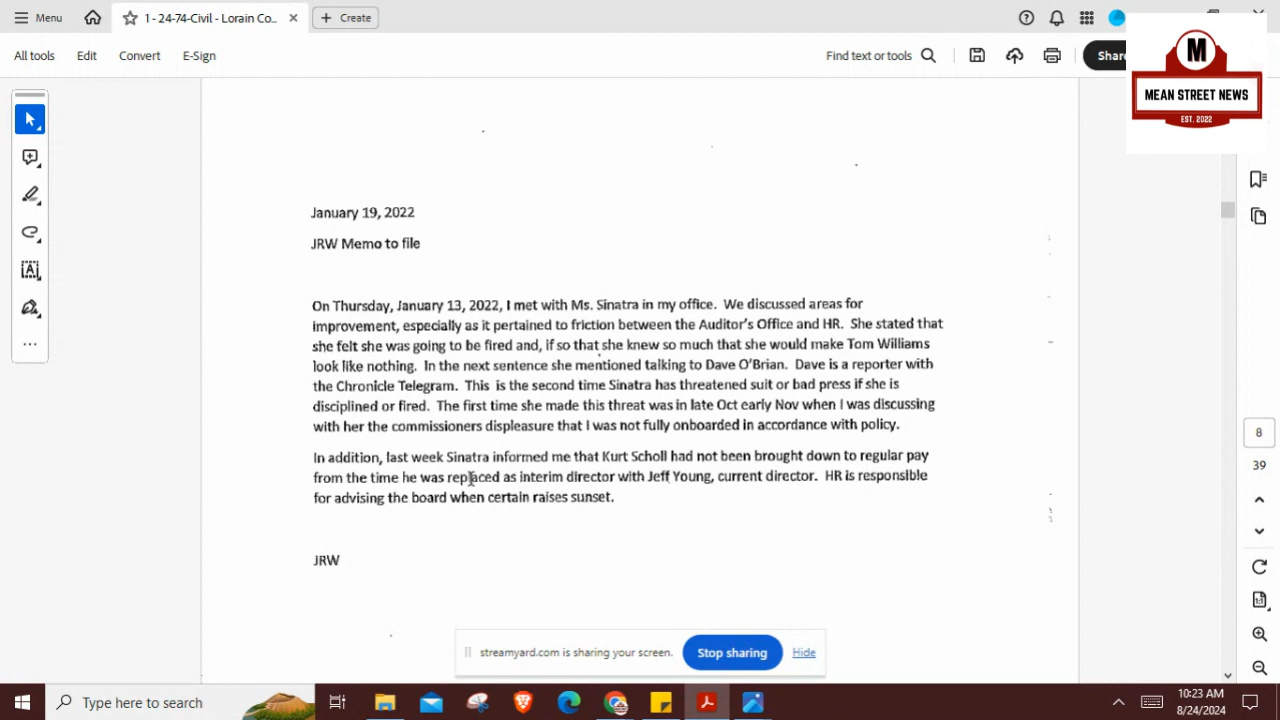 Menu
1 - 24-74-Civil - Lorain Co...
Create
All tools
Edit
Convert
E-Sign
Find text or tools
Share
M
MEAN STREET NEWS
EST. 2022
January 19, 2022
JRW Memo to file
On Thursday, January 13, 2022, I met with Ms. Sinatra in my office. We discussed areas for
improvement, especially as it pertained to friction between the Auditor's Office and HR. She stated that
she felt she was going to be fired and, if so that she knew so much that she would make Tom Williams
look like nothing. In the next sentence she mentioned talking to Dave O'Brian. Dave is a reporter with
the Chronicle Telegram. This is the second time Sinatra has threatened suit or bad press if she is
disciplined or fired. The first time she made this threat was in late Oct early Nov when I was discussing
with her the commissioners displeasure that I was not fully onboarded in accordance with policy.
In addition, last week Sinatra informed me that Kurt Scholl had not been brought down to regular pay
from the time he was replaced as interim director with Jeff Young, current director. HR is responsible
for advising the board when certain raises sunset.
JRW
8
39
streamyard.com is sharing your screen.
Stop sharing
Hide
Type here to search
10:23 AM
8/24/2024